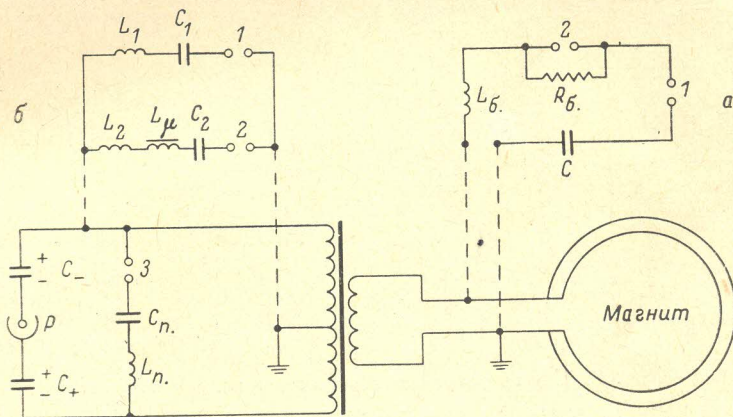 L₁ C₁ 1
б
L₂ Lμ C₂ 2
2
Lб. Rб. 1
а
C
+ − C₋ 3
P Cп.
+ − C₊ Lп.
Магнит